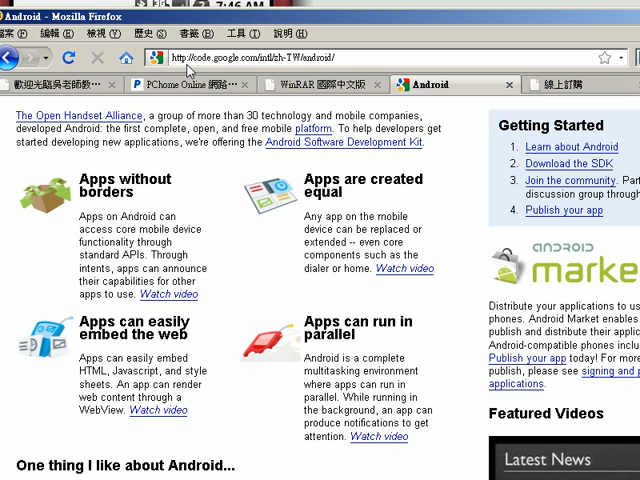 7:46 AM
Android - Mozilla Firefox
檔案(F) 編輯(E) 檢視(V) 歷史(S) 書籤(B) 工具(T) 說明(H)
http://code.google.com/intl/zh-TW/android/
歡迎光臨吳老師教...
PChome Online 網路...
WinRAR 國際中文版
Android
線上訂購
The Open Handset Alliance, a group of more than 30 technology and mobile companies,
developed Android: the first complete, open, and free mobile platform. To help developers get
started developing new applications, we're offering the Android Software Development Kit.
Apps without
borders
Apps on Android can
access core mobile device
functionality through
standard APIs. Through
intents, apps can announce
their capabilities for other
apps to use. Watch video
Apps are created
equal
Any app on the mobile
device can be replaced or
extended -- even core
components such as the
dialer or home. Watch video
Apps can easily
embed the web
Apps can easily embed
HTML, Javascript, and style
sheets. An app can render
web content through a
WebView. Watch video
Apps can run in
parallel
Android is a complete
multitasking environment
where apps can run in
parallel. While running in
the background, an app can
produce notifications to get
attention. Watch video
One thing I like about Android...
Getting Started
1. Learn about Android
2. Download the SDK
3. Join the community. Part
discussion group through
4. Publish your app
ANDROID
marke
Distribute your applications to us
phones. Android Market enables
publish and distribute their applic
Android-compatible phones inclu
Publish your app today! For more
publish, please see signing and p
applications.
Featured Videos
Latest News